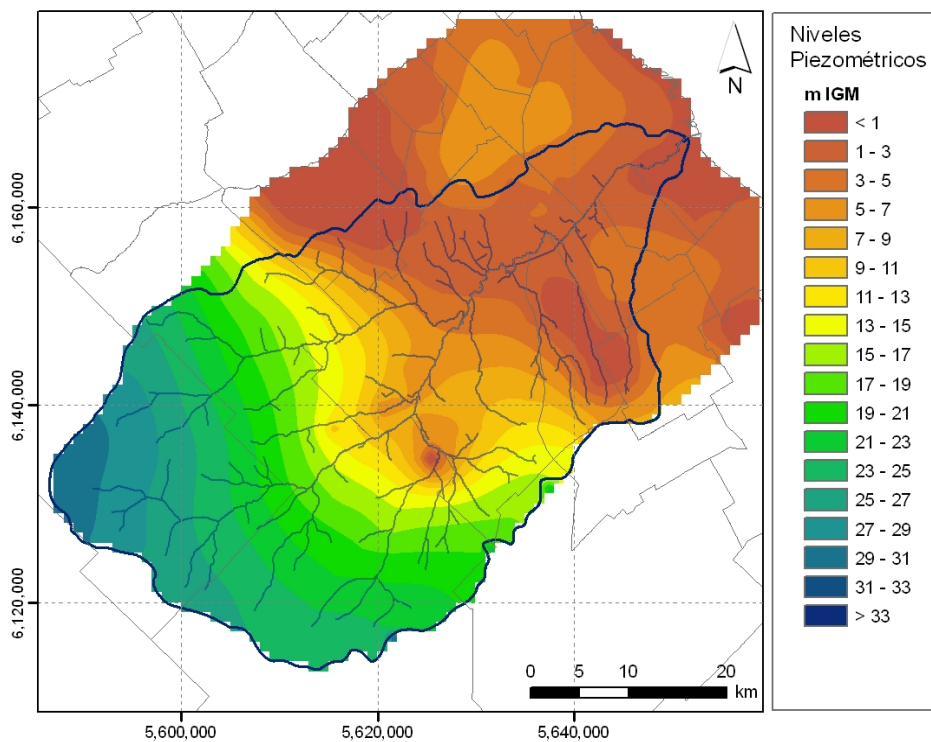 Niveles
Piezométricos
m IGM
< 1
1 - 3
3 - 5
5 - 7
7 - 9
9 - 11
11 - 13
13 - 15
15 - 17
17 - 19
19 - 21
21 - 23
23 - 25
25 - 27
27 - 29
29 - 31
31 - 33
> 33
N
6,160,000
6,140,000
6,120,000
0 5 10 20
km
5,600,000 5,620,000 5,640,000